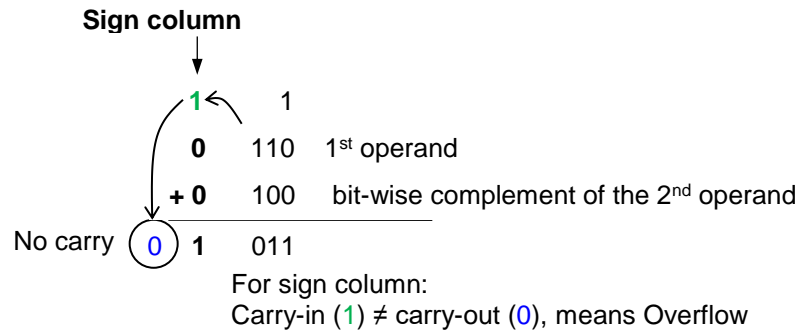 Sign column
1 1
0 110 1st operand
+ 0 100 bit-wise complement of the 2nd operand
No carry 0 1 011
For sign column:
Carry-in (1) ≠ carry-out (0), means Overflow